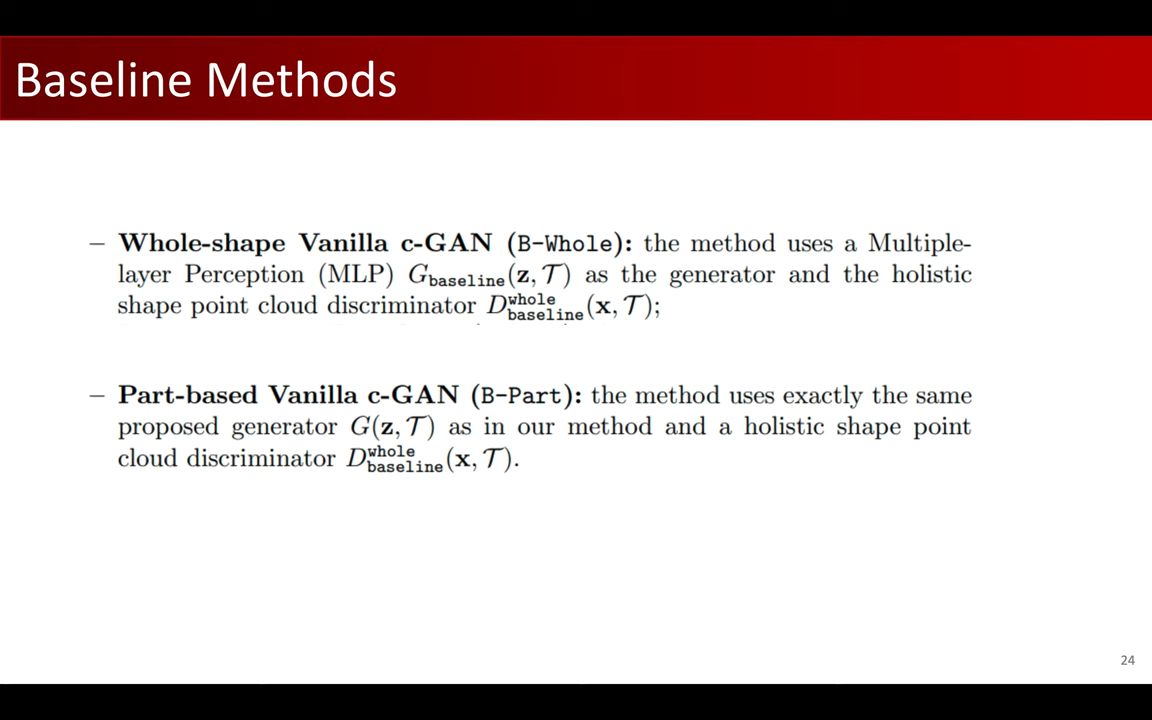 Baseline Methods
– Whole-shape Vanilla c-GAN (B-Whole): the method uses a Multiple-
layer Perception (MLP) G_baseline(z, 𝒯) as the generator and the holistic
shape point cloud discriminator D^whole_baseline(x, 𝒯);
– Part-based Vanilla c-GAN (B-Part): the method uses exactly the same
proposed generator G(z, 𝒯) as in our method and a holistic shape point
cloud discriminator D^whole_baseline(x, 𝒯).
24